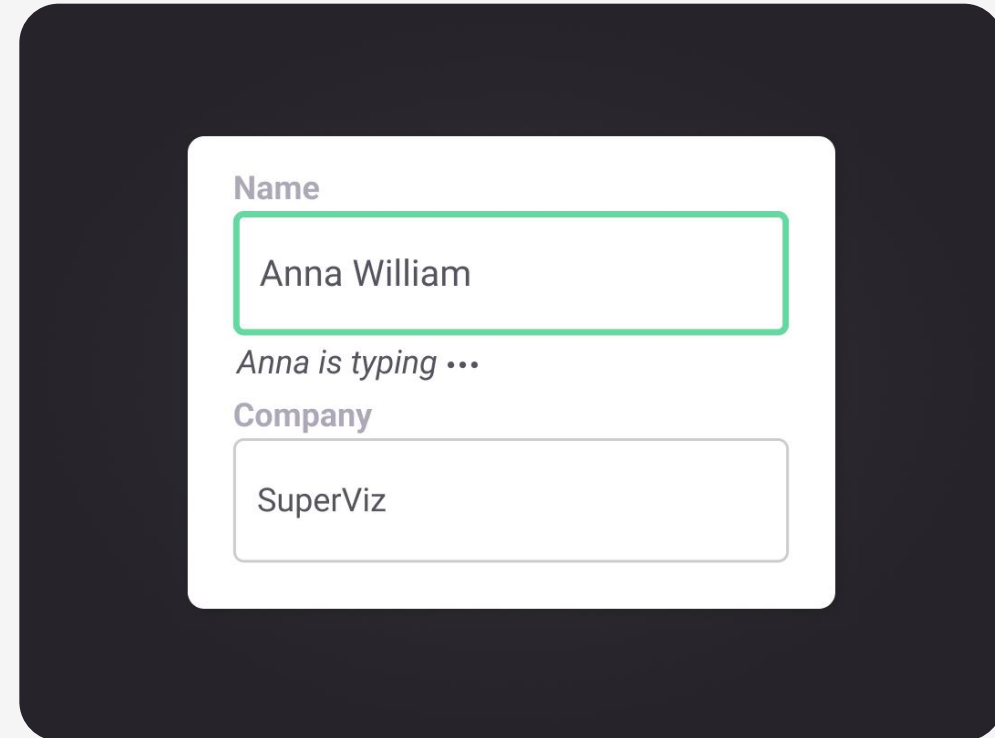 Name
Anna William
Anna is typing •••
Company
SuperViz